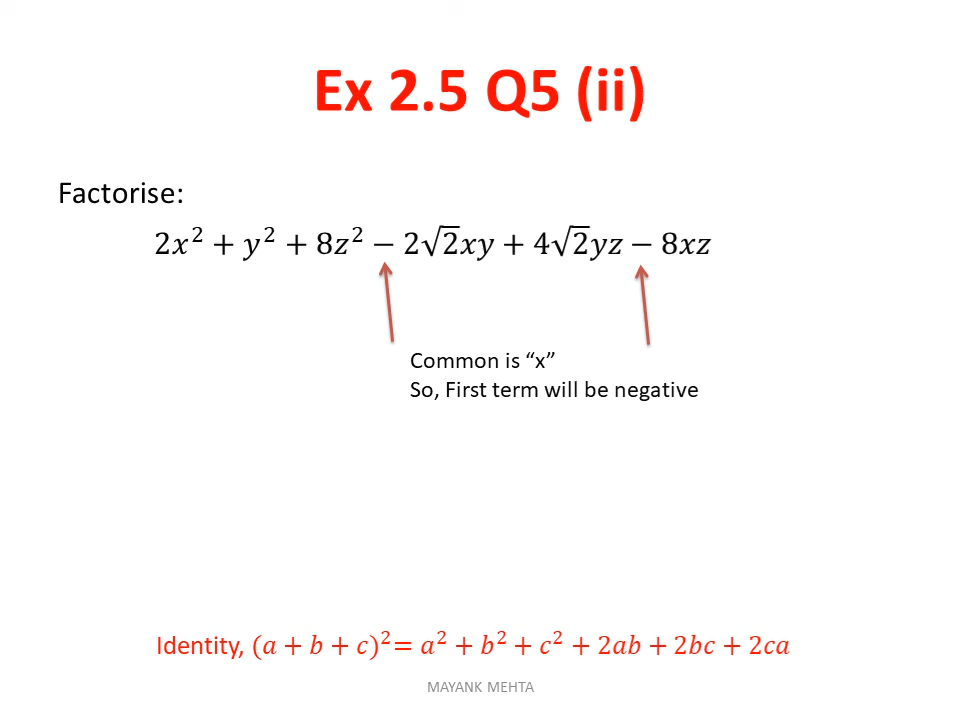 Ex 2.5 Q5 (ii)
Factorise:
2x² + y² + 8z² − 2√2xy + 4√2yz − 8xz
Common is “x”
So, First term will be negative
Identity, (a + b + c)²= a² + b² + c² + 2ab + 2bc + 2ca
MAYANK MEHTA